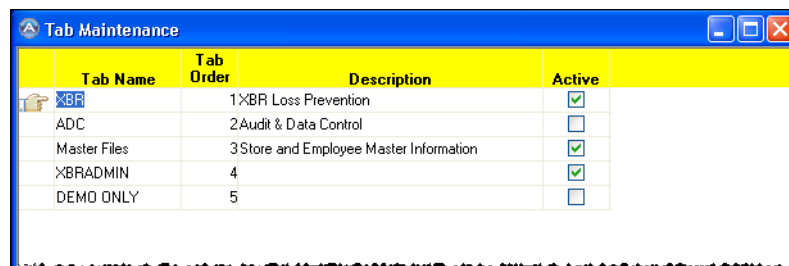 Tab Maintenance
Tab Name Tab Order Description Active
XBR 1 XBR Loss Prevention
ADC 2 Audit & Data Control
Master Files 3 Store and Employee Master Information
XBRADMIN 4
DEMO ONLY 5